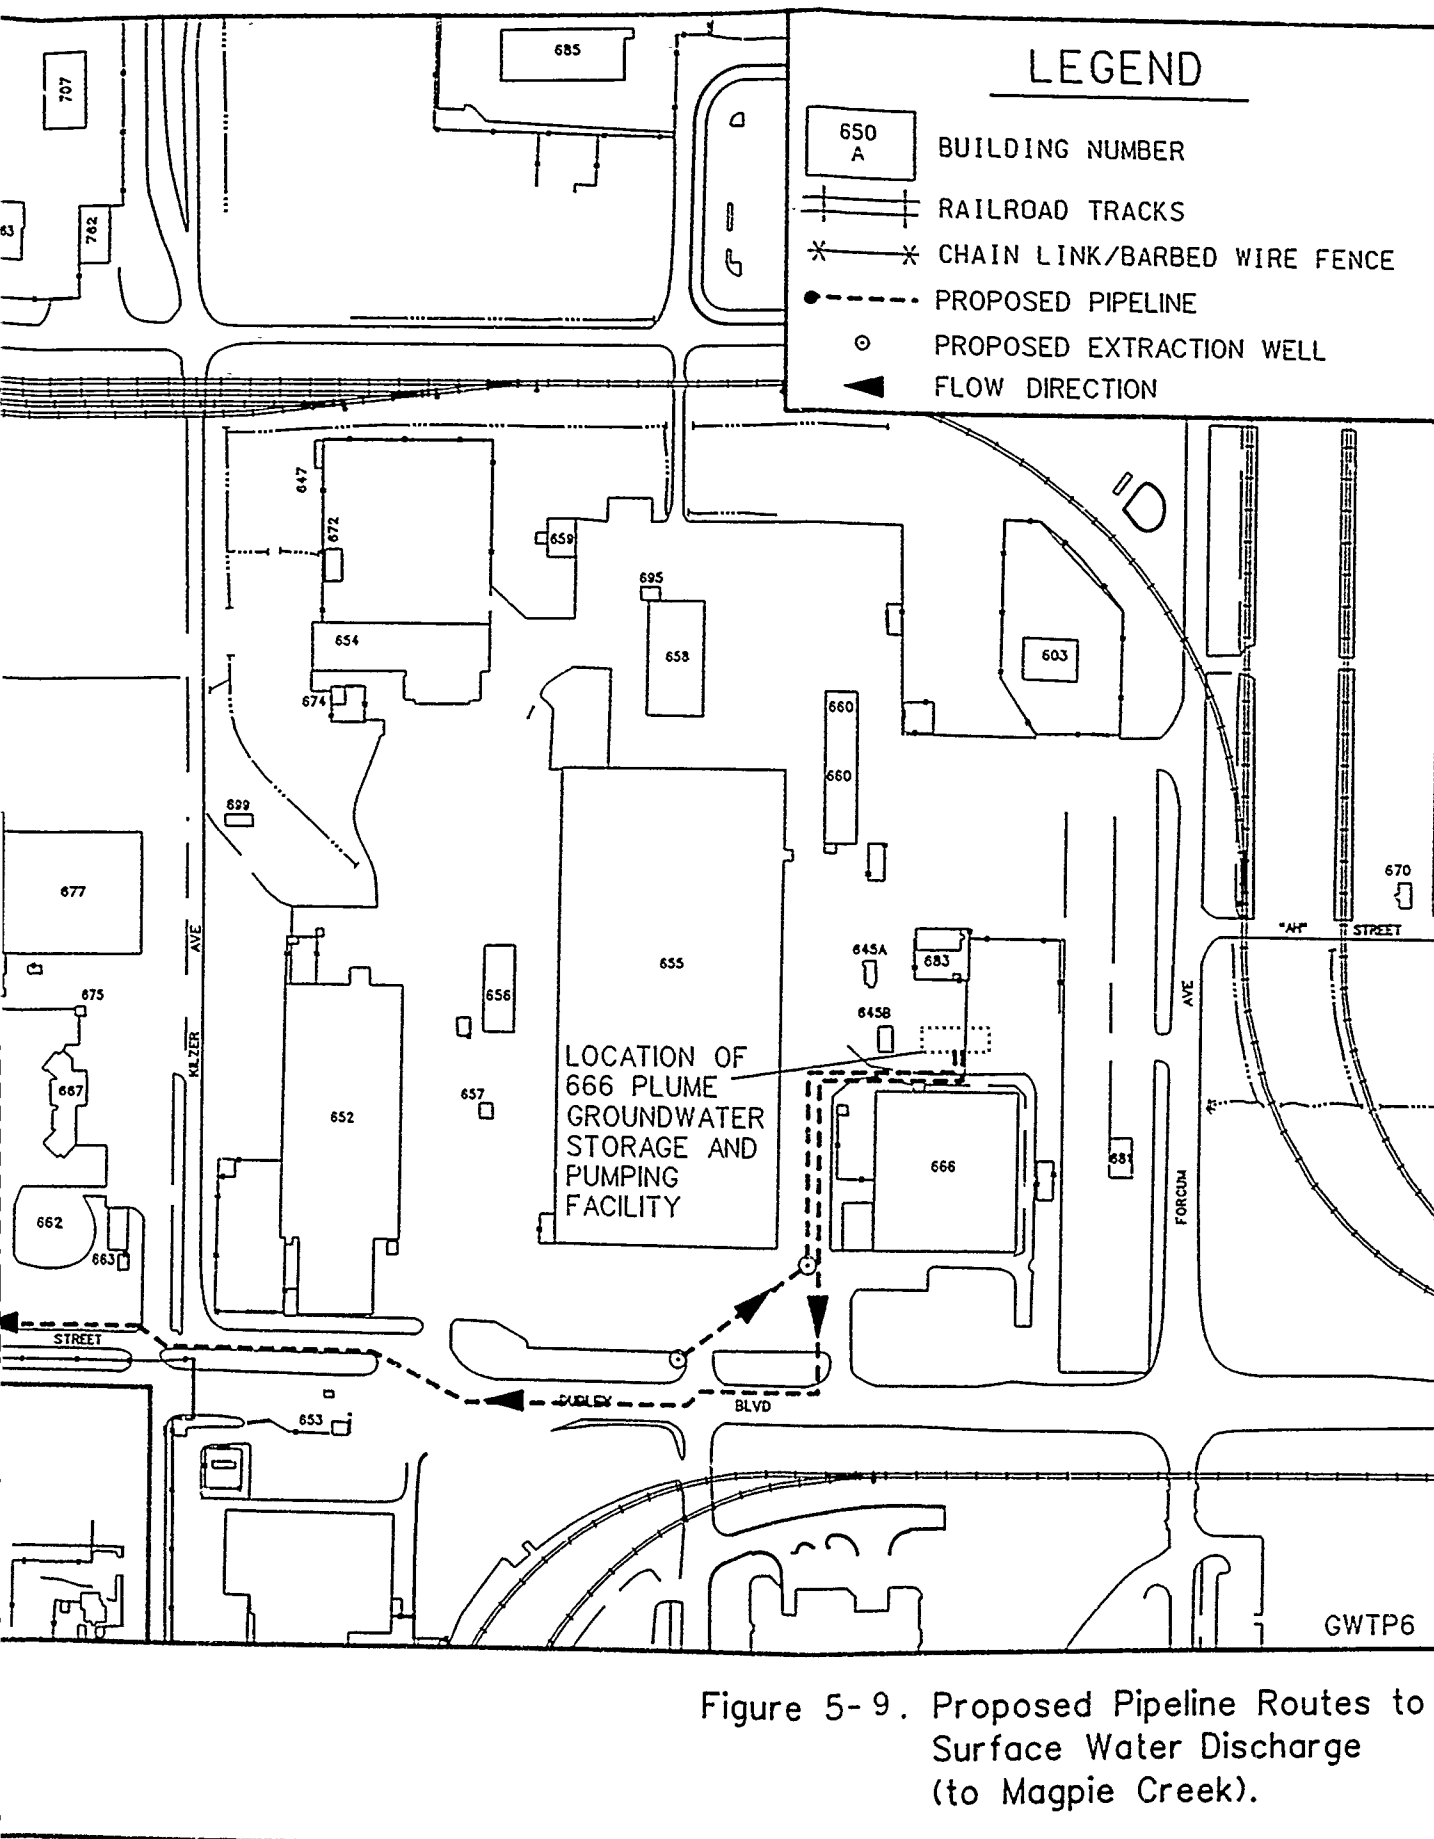 LEGEND
650
A
BUILDING NUMBER
RAILROAD TRACKS
CHAIN LINK/BARBED WIRE FENCE
PROPOSED PIPELINE
PROPOSED EXTRACTION WELL
FLOW DIRECTION
685
707
762
63
647
672
659
695
654
658
603
674
660
660
699
677
670
KILZER AVE
"AH" STREET
655
645A
683
656
675
645B
FORCUM AVE
LOCATION OF
666 PLUME
GROUNDWATER
STORAGE AND
PUMPING
FACILITY
667
657
652
666
681
662
663
STREET
DUDLEY BLVD
653
GWTP6
Figure 5-9. Proposed Pipeline Routes to
Surface Water Discharge
(to Magpie Creek).